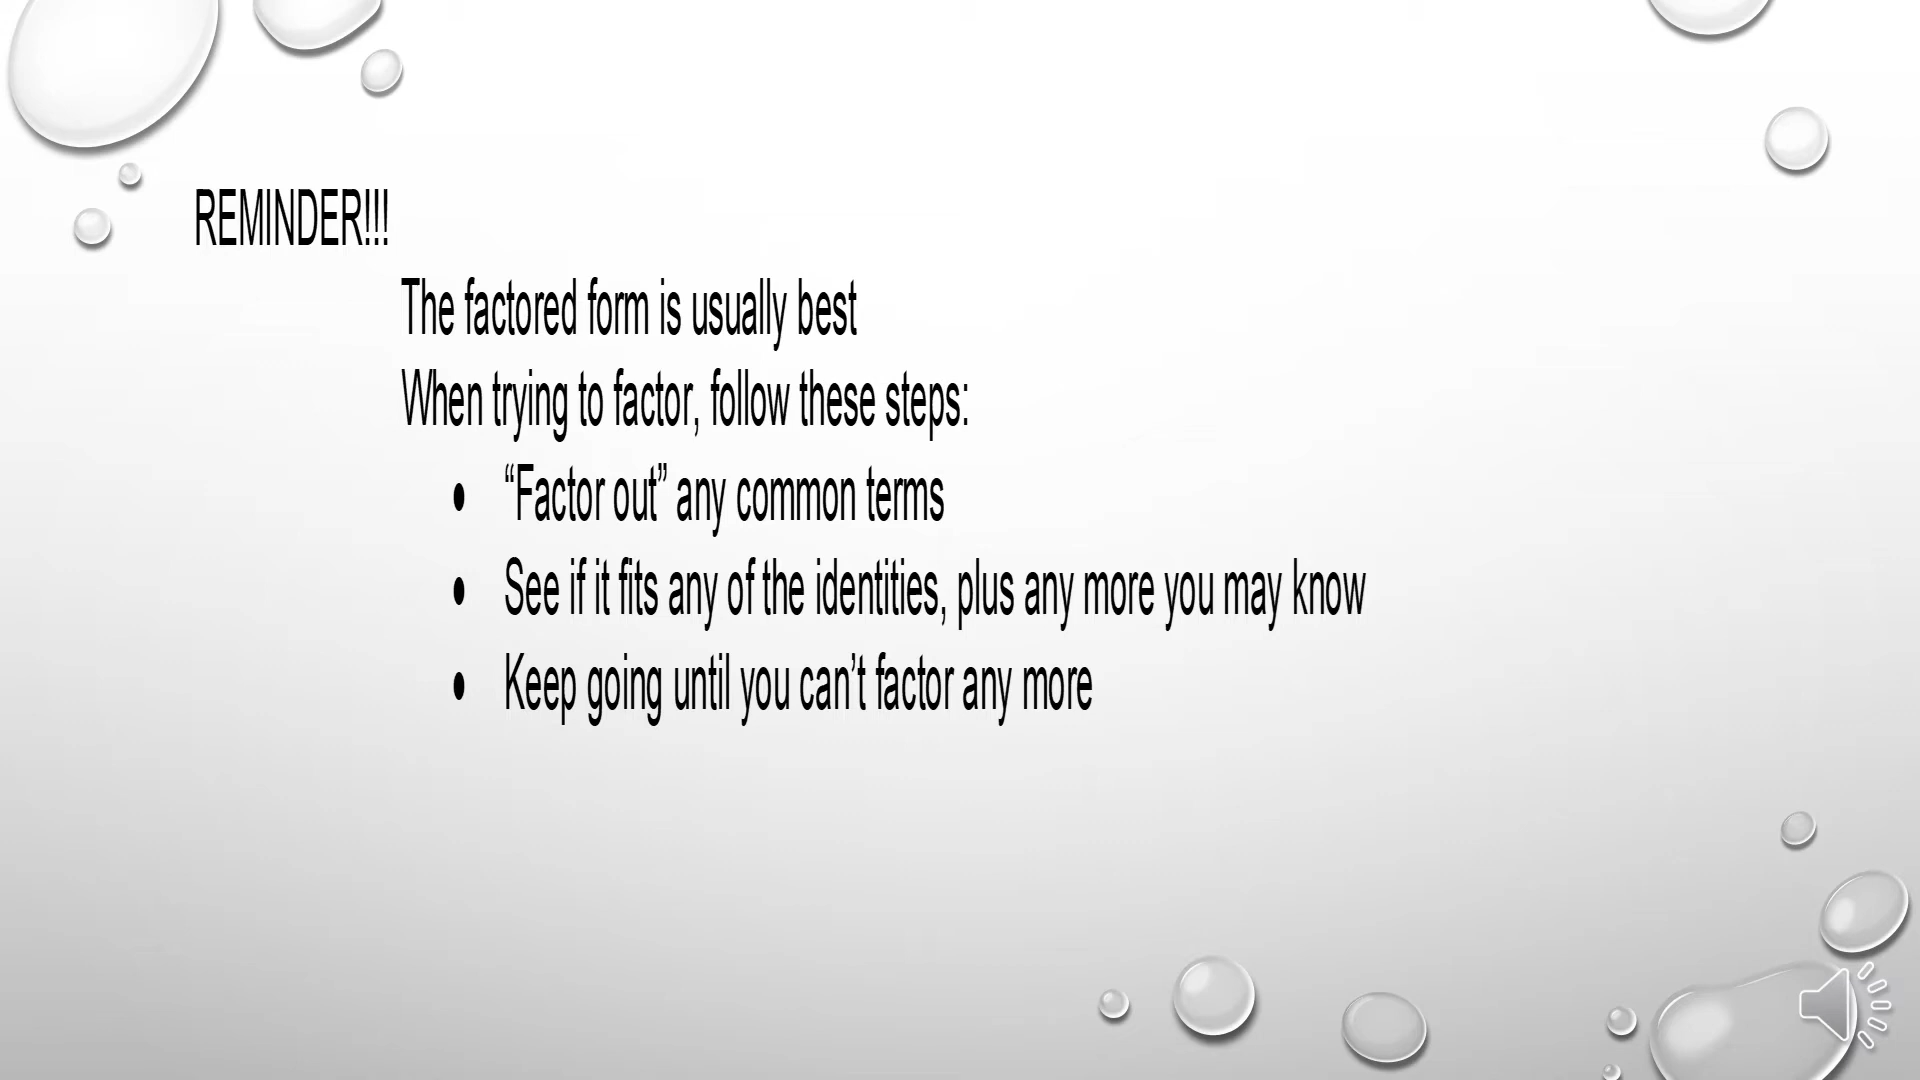 REMINDER!!!
The factored form is usually best
When trying to factor, follow these steps:
• “Factor out” any common terms
• See if it fits any of the identities, plus any more you may know
• Keep going until you can’t factor any more